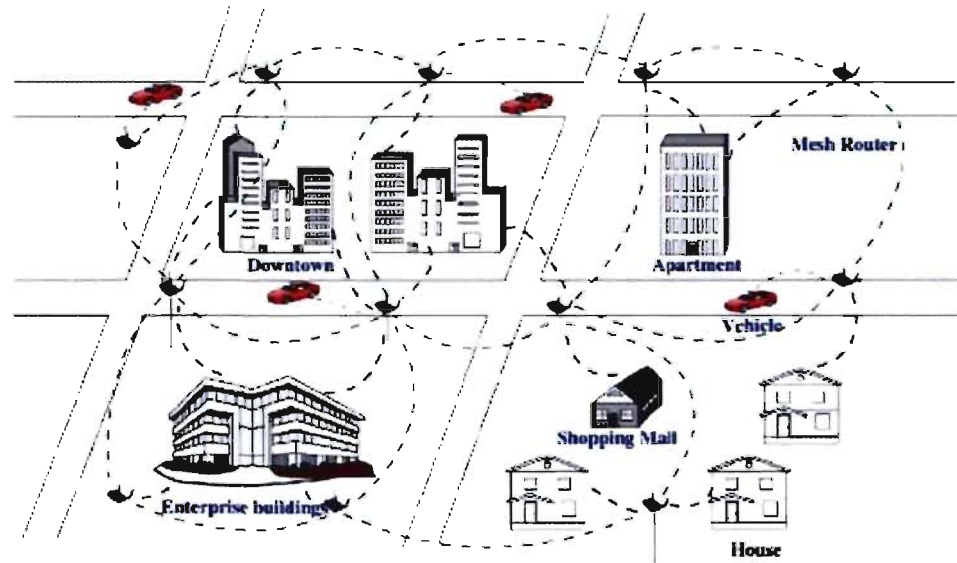 Mesh Router
Downtown
Apartment
Vehicle
Shopping Mall
Enterprise buildings
House